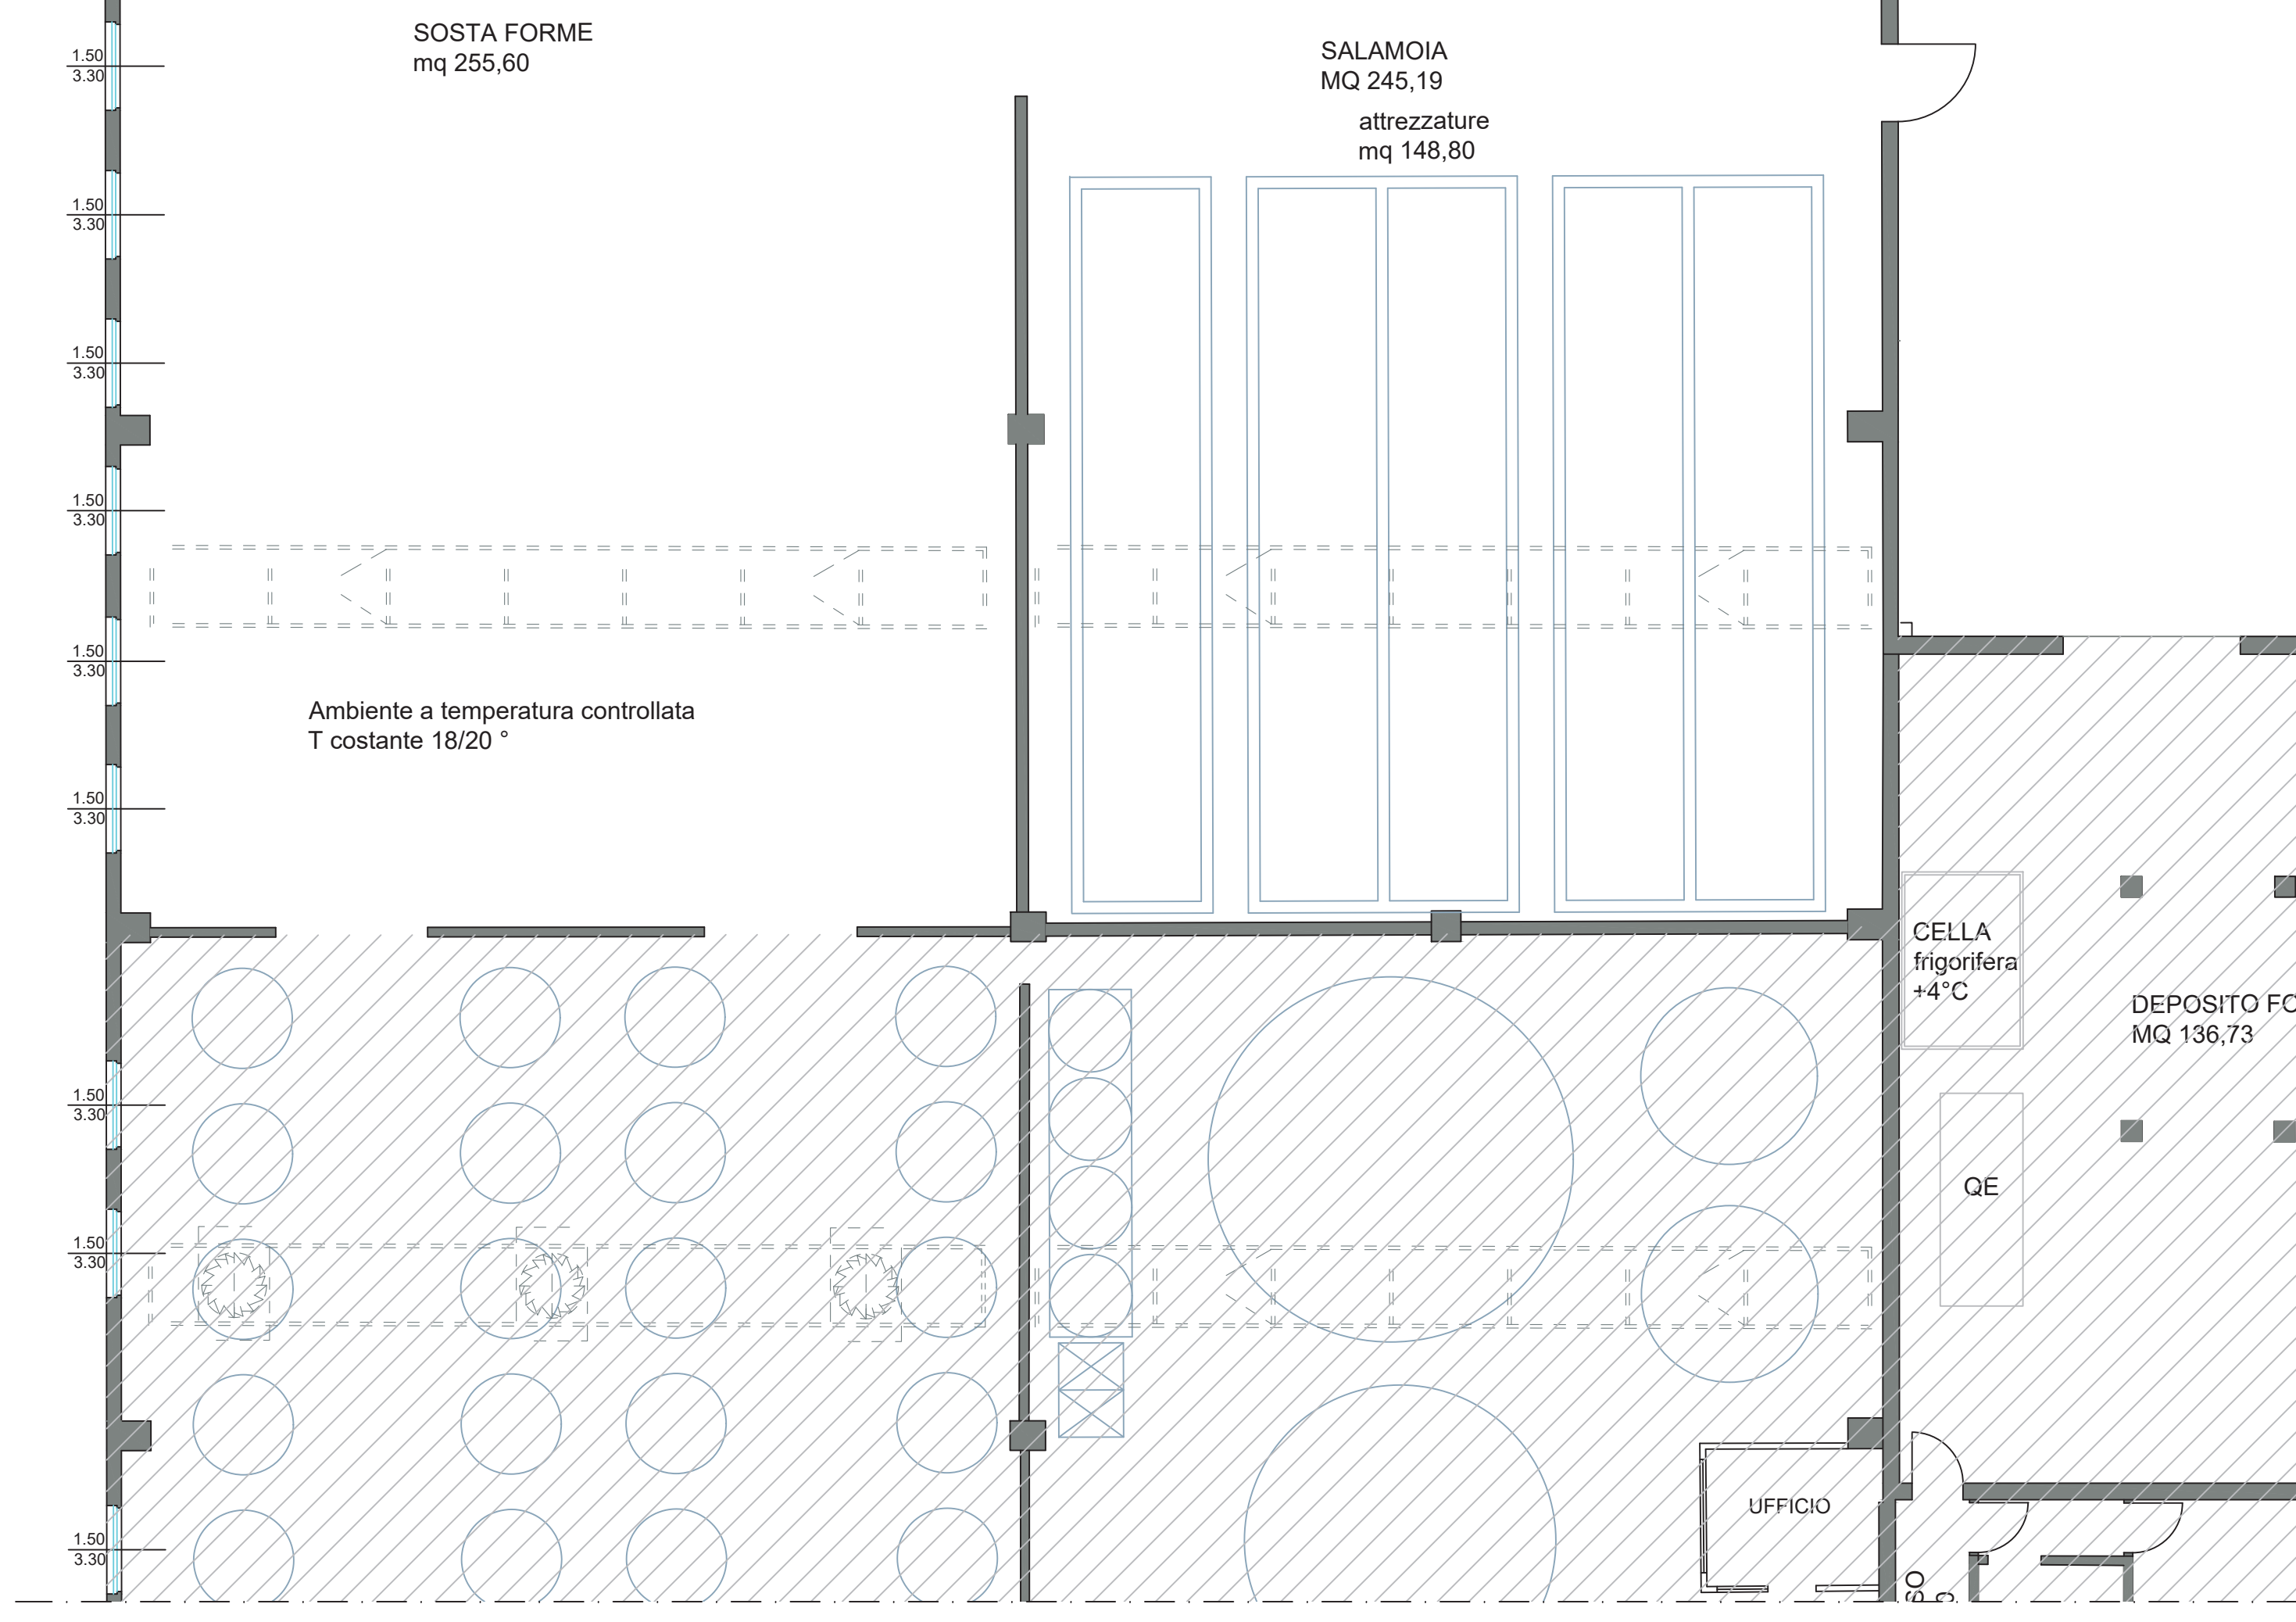 SOSTA FORME
mq 255,60
SALAMOIA
MQ 245,19
attrezzature
mq 148,80
1.50
3.30
1.50
3.30
1.50
3.30
1.50
3.30
1.50
3.30
Ambiente a temperatura controllata
T costante 18/20 °
1.50
3.30
CELLA
frigorifera
+4°C
DEPOSITO FO
MQ 136,73
1.50
3.30
QE
1.50
3.30
UFFICIO
1.50
3.30
SO